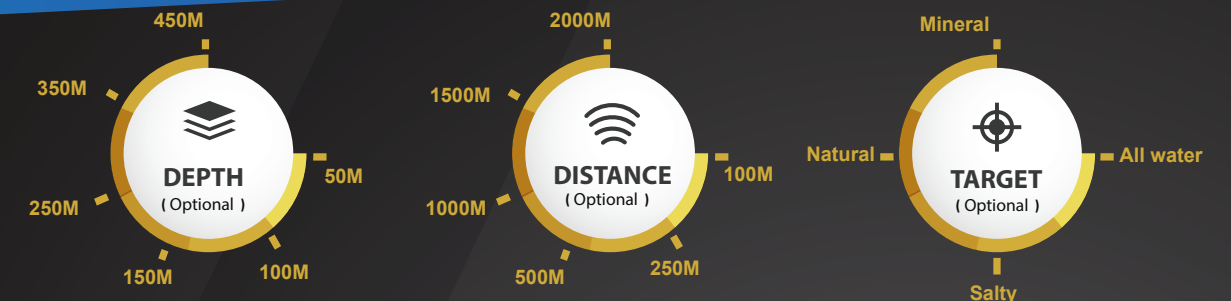 450M
350M
250M
150M
100M
50M
DEPTH
( Optional )
2000M
1500M
1000M
500M
250M
100M
DISTANCE
( Optional )
Mineral
Natural
All water
Salty
TARGET
( Optional )